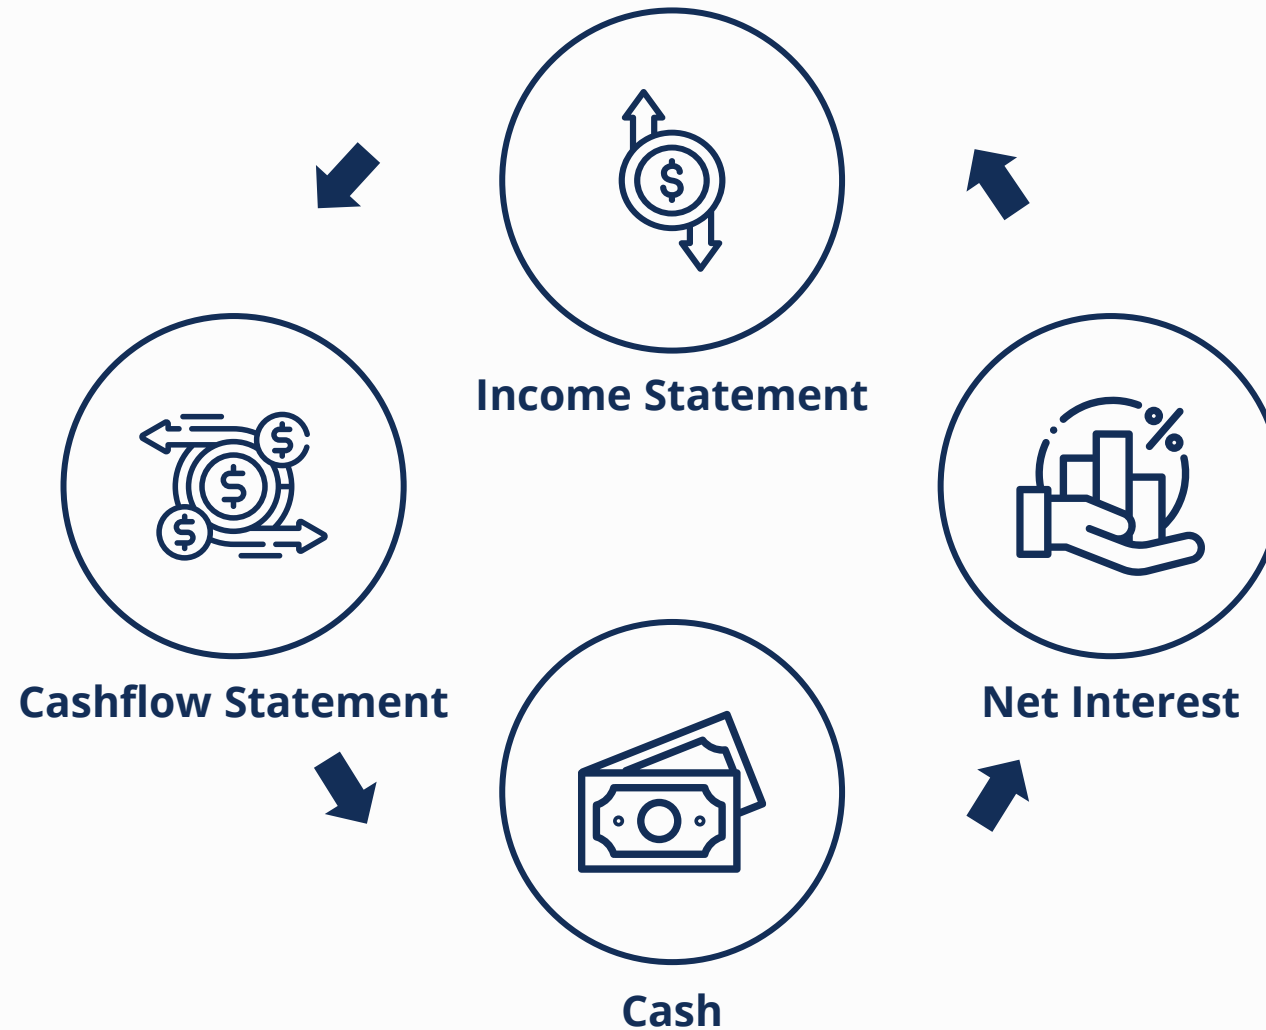 Income Statement
Cashflow Statement
Net Interest
Cash
$
$
$
$
%